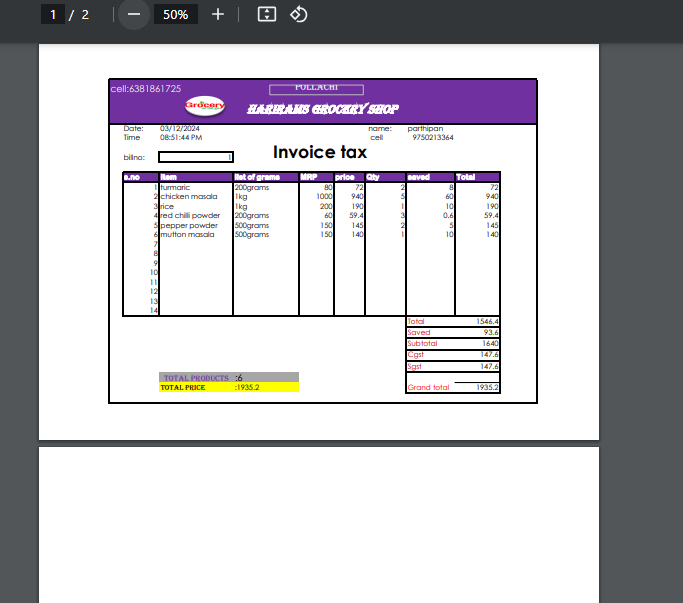 1 / 2 50%
POLLACHI
cell:6381861725
Grocery
HARIRAMS GROCERY SHOP
Date: 03/12/2024 name: parthipan
Time 08:51:44 PM cell 9750213364
Invoice tax
billno: 1
s.no Item list of grams MRP price Qty saved Total
1 turmaric 200grams 80 72 2 8 72
2 chicken masala 1kg 1000 940 5 60 940
3 rice 1kg 200 190 1 10 190
4 red chilli powder 200grams 60 59.4 3 0.6 59.4
5 pepper powder 500grams 150 145 2 5 145
6 mutton masala 500grams 150 140 1 10 140
7
8
9
10
11
12
13
14
Total 1546.4
Saved 93.6
Subtotal 1640
Cgst 147.6
Sgst 147.6
TOTAL PRODUCTS :6
TOTAL PRICE :1935.2
Grand total 1935.2